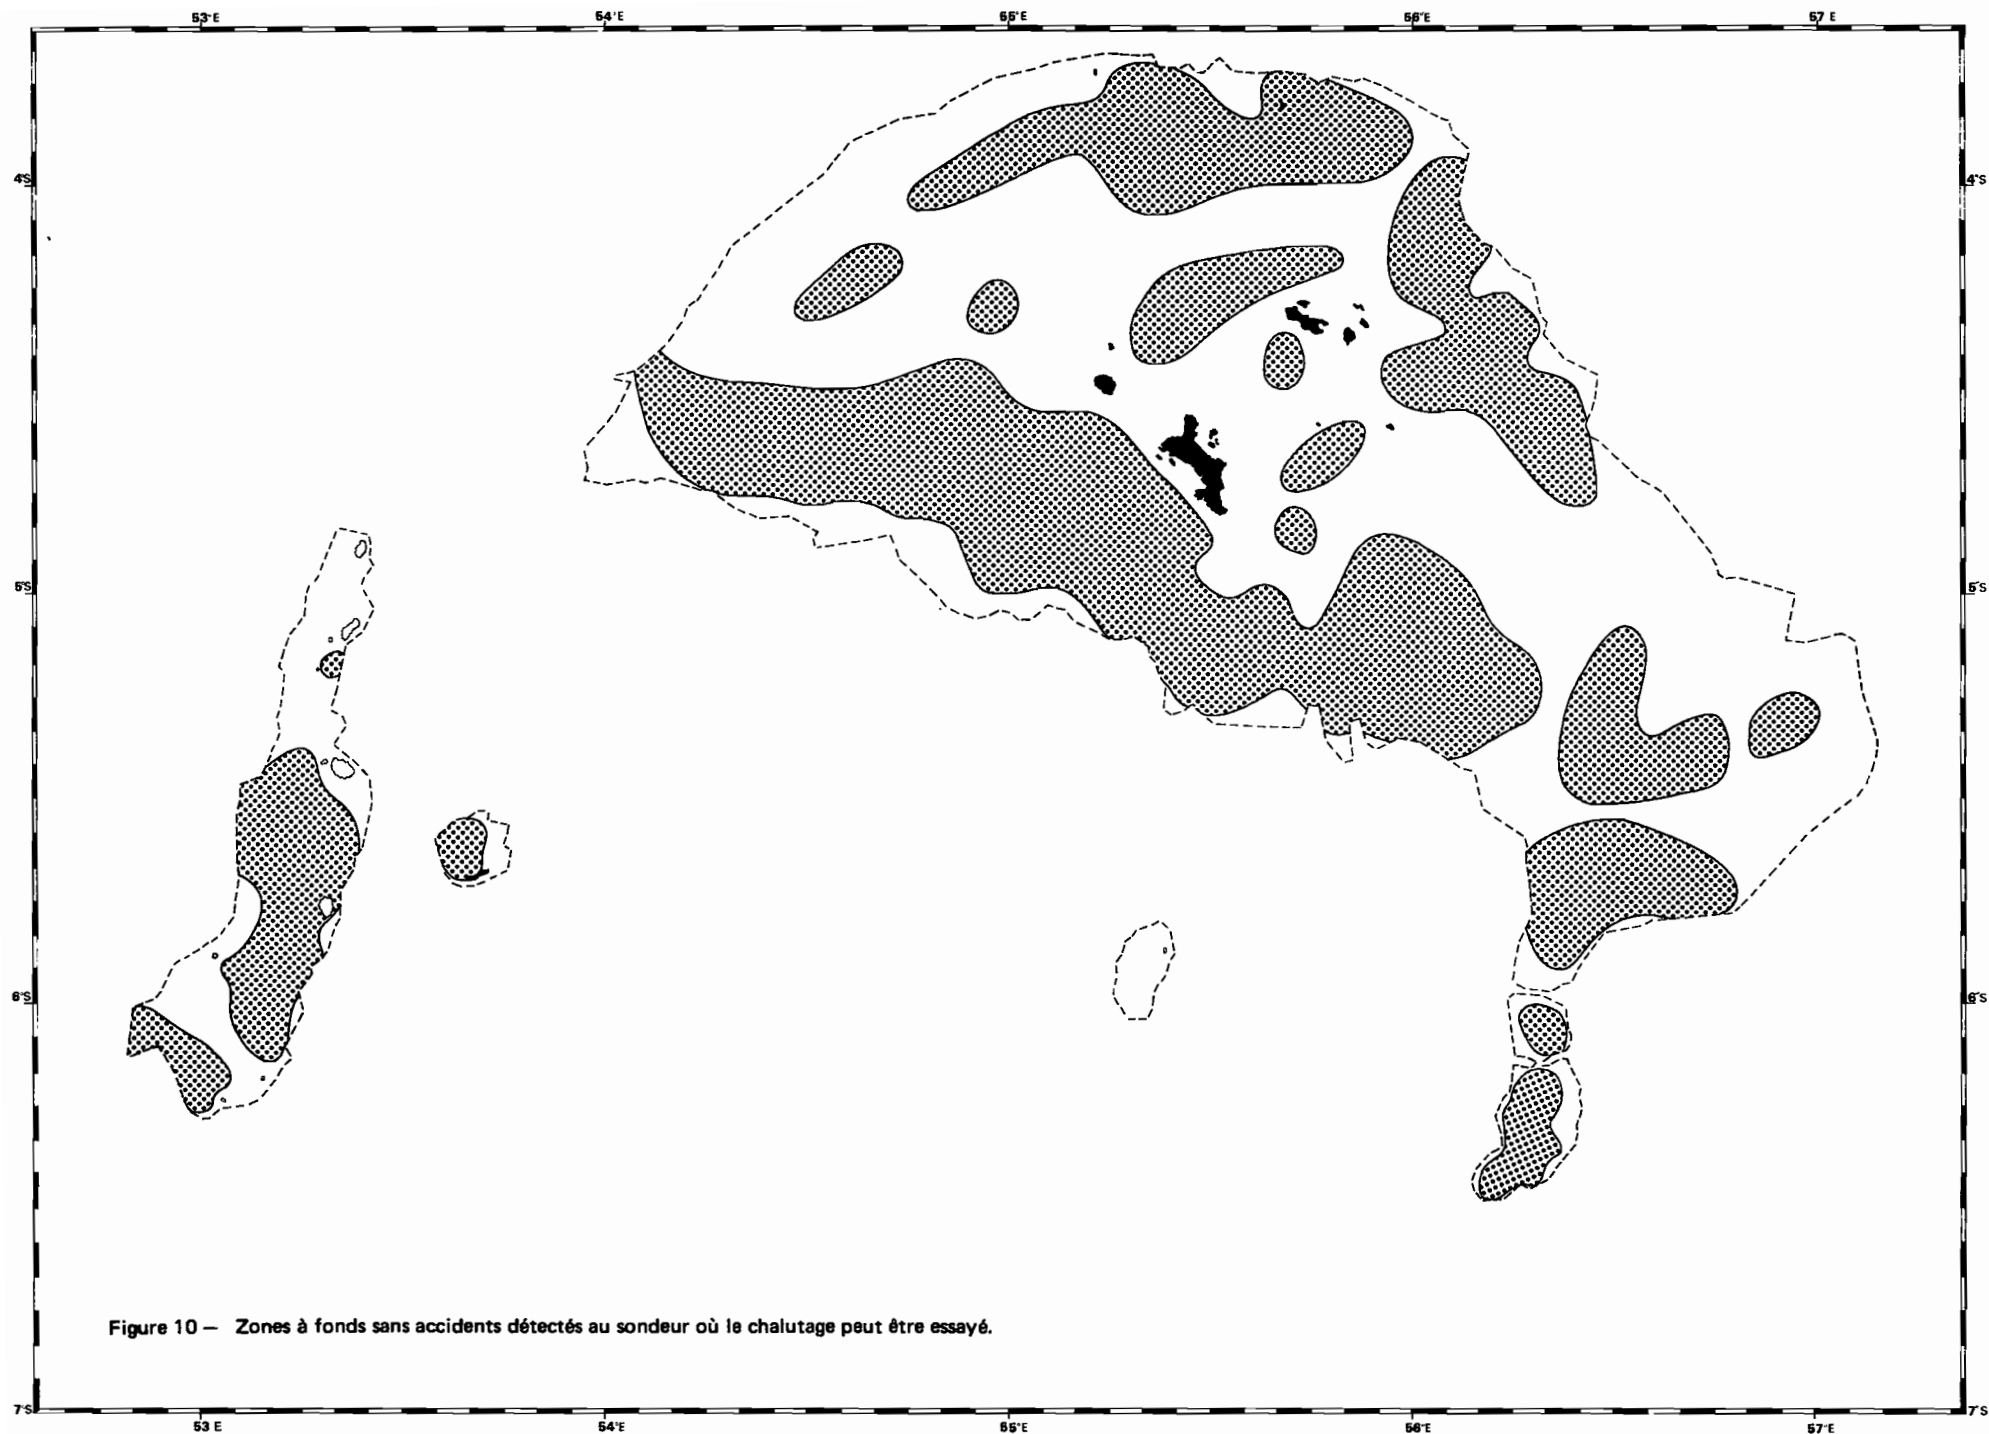 53°E 54°E 55°E 56°E 57 E
4°S 4°S
5°S 5°S
6°S 6°S
Figure 10 — Zones à fonds sans accidents détectés au sondeur où le chalutage peut être essayé.
7°S 7°S
53 E 54°E 55°E 56°E 57°E